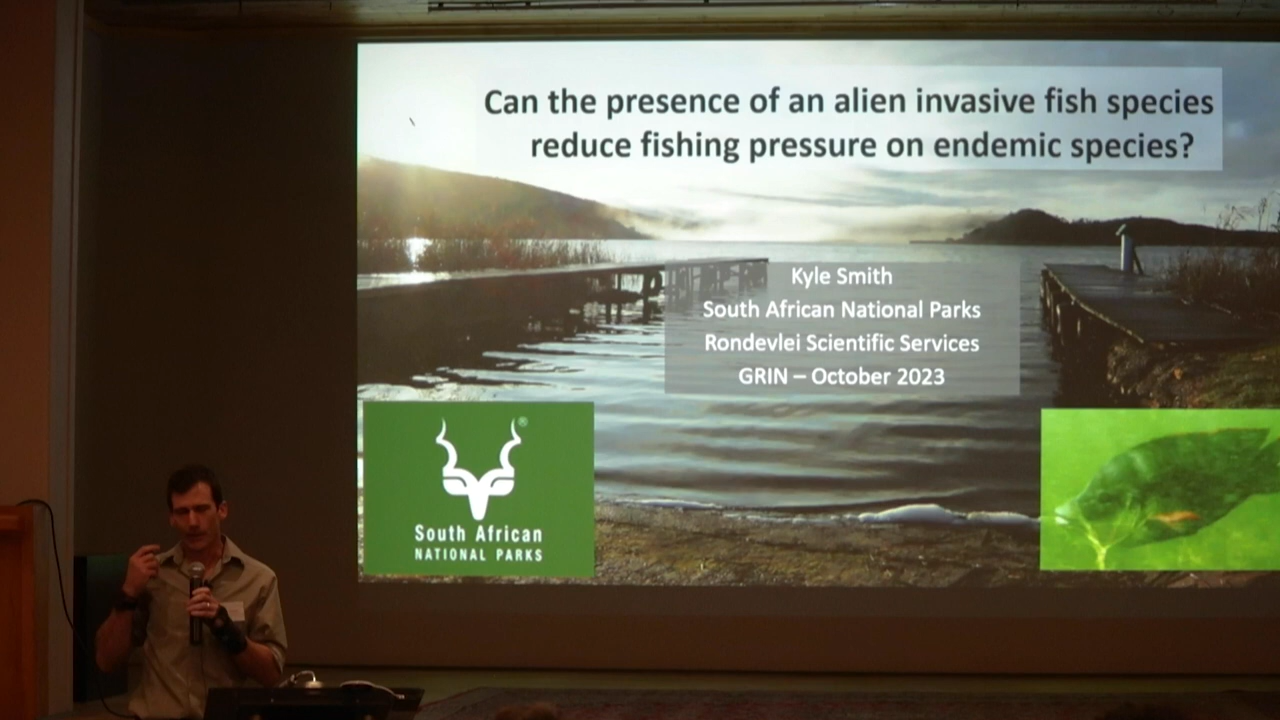 Can the presence of an alien invasive fish species
reduce fishing pressure on endemic species?
Kyle Smith
South African National Parks
Rondevlei Scientific Services
GRIN – October 2023
®
South African
NATIONAL PARKS